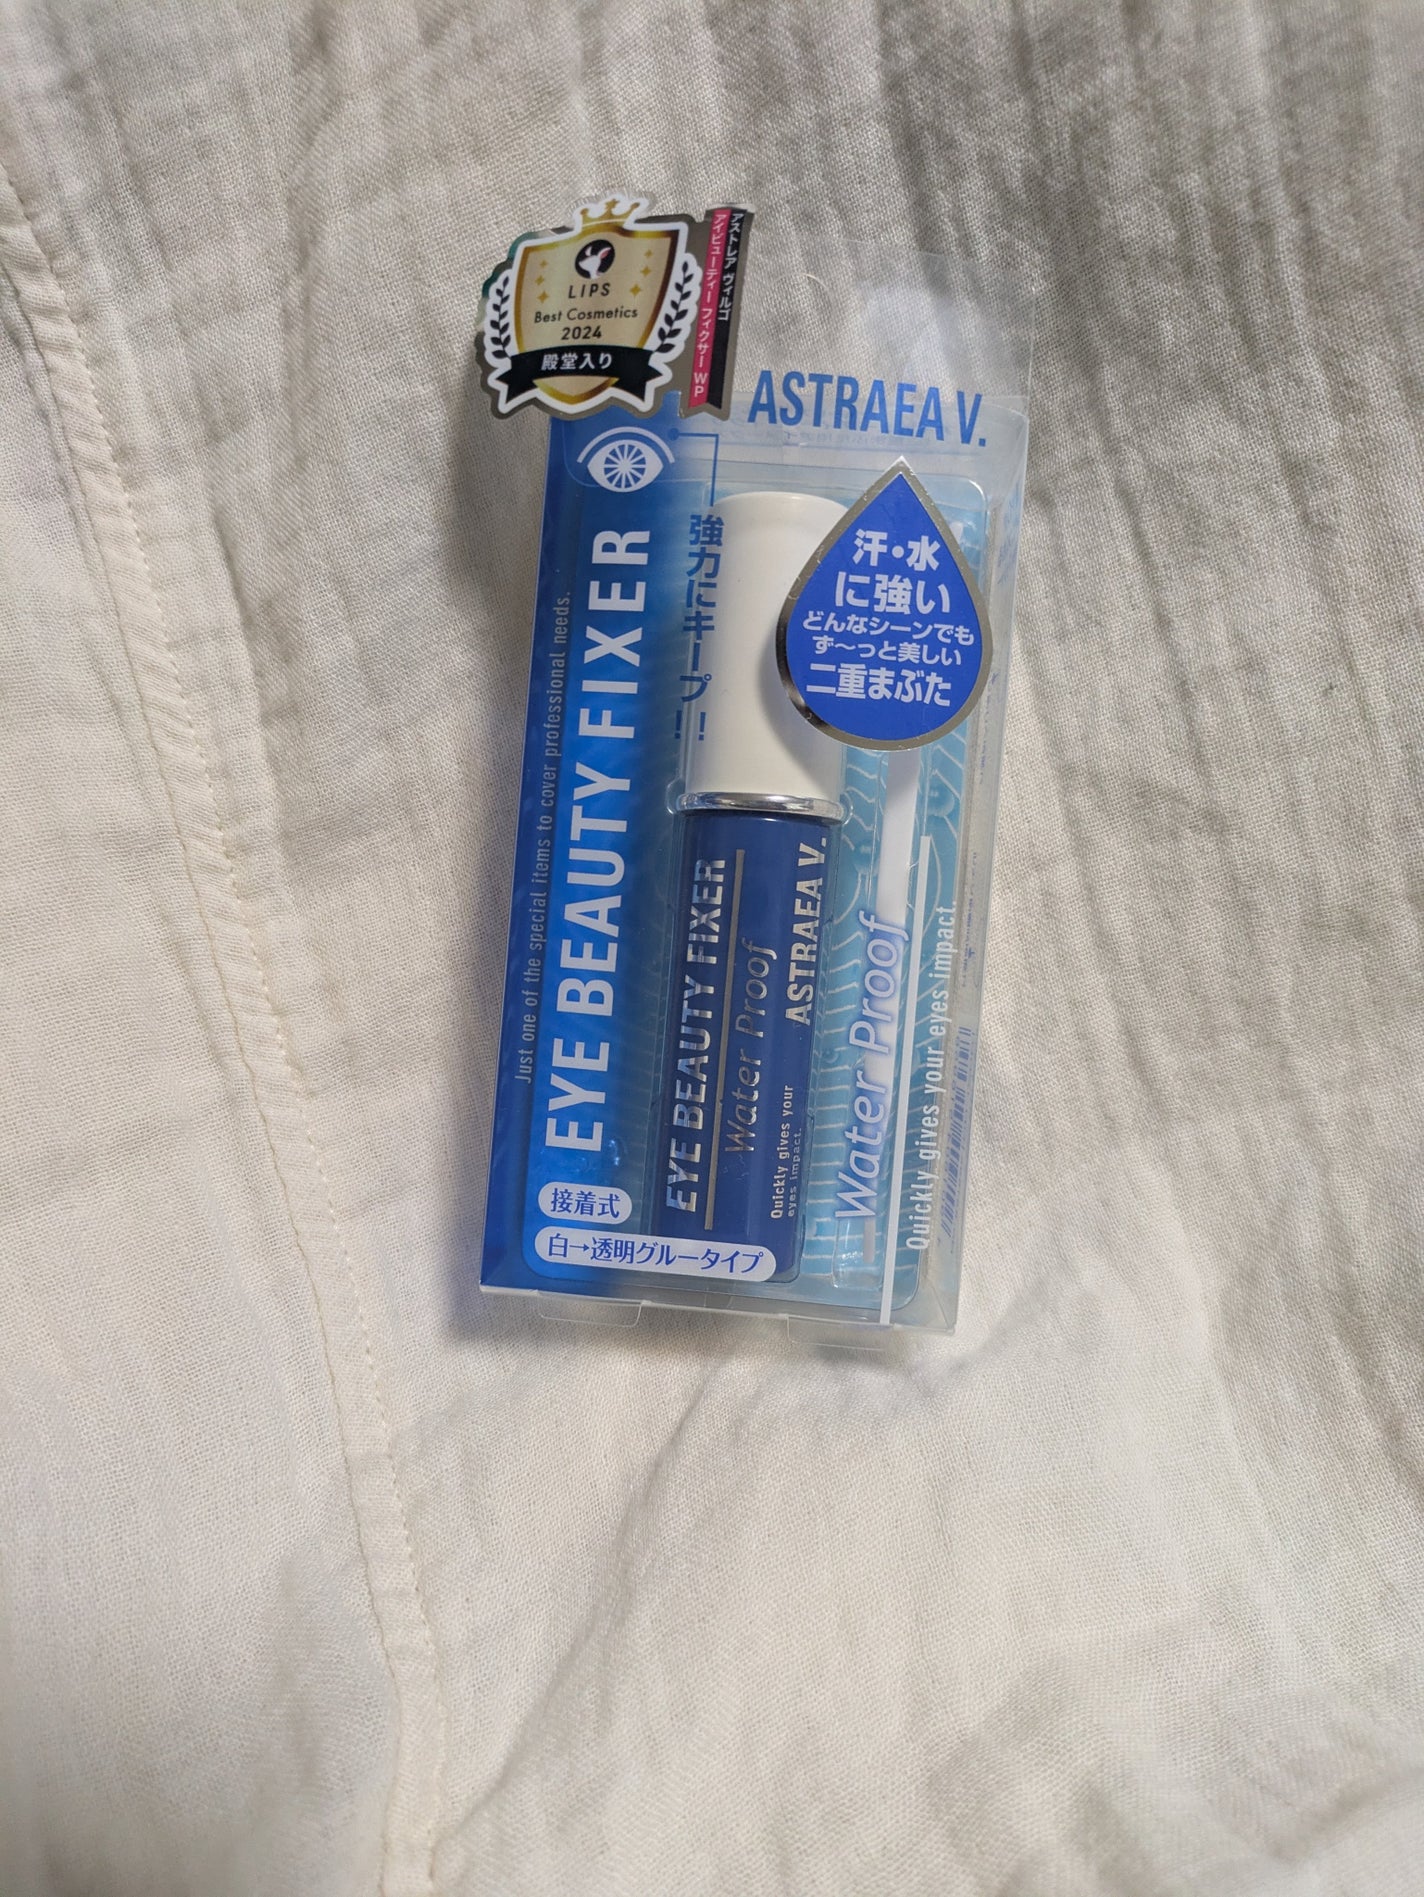 LIPS
Best Cosmetics
2024
殿堂入り
アストレア ヴィルゴ
アイビューティー フィクサー WP
ASTRAEA V.
強力にキープ!!
汗・水
に強い
どんなシーンでも
ず〜っと美しい
二重まぶた
Just one of the special items to cover professional needs.
EYE BEAUTY FIXER
EYE BEAUTY FIXER
Water Proof
ASTRAEA V.
Quickly gives your
eyes impact.
Water Proof
Quickly gives your eyes impact.
接着式
白→透明グルータイプ